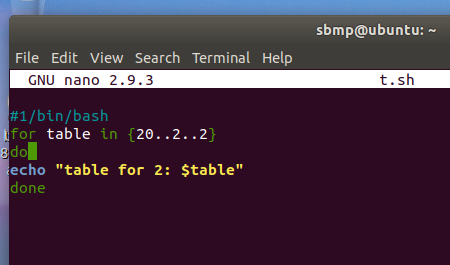 sbmp@ubuntu: ~
File Edit View Search Terminal Help
GNU nano 2.9.3 t.sh
#1/bin/bash
for table in {20..2..2}
do
echo "table for 2: $table"
done